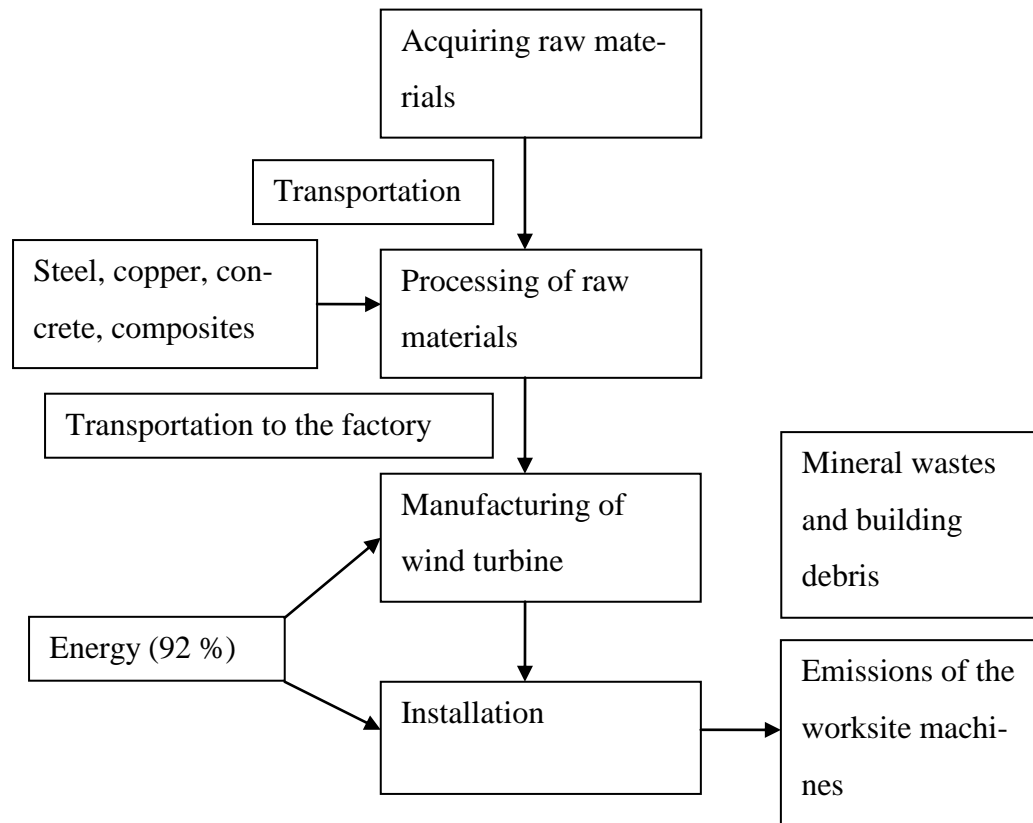 Acquiring raw mate-
rials
Transportation
Steel, copper, con-
crete, composites
Processing of raw
materials
Transportation to the factory
Manufacturing of
wind turbine
Mineral wastes
and building
debris
Energy (92 %)
Installation
Emissions of the
worksite machi-
nes